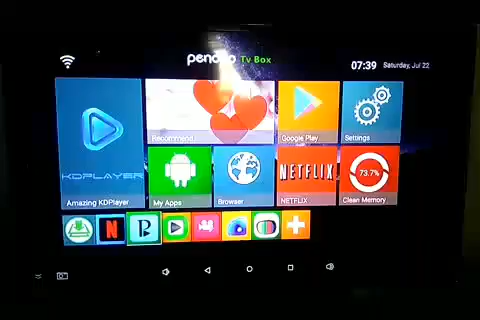 pendoo Tv Box
07:39 Saturday, Jul 22
Recommend
Google Play
Settings
KDPLAYER
Amazing KDPlayer
My Apps
Browser
NETFLIX
NETFLIX
73.7%
Clean Memory
N